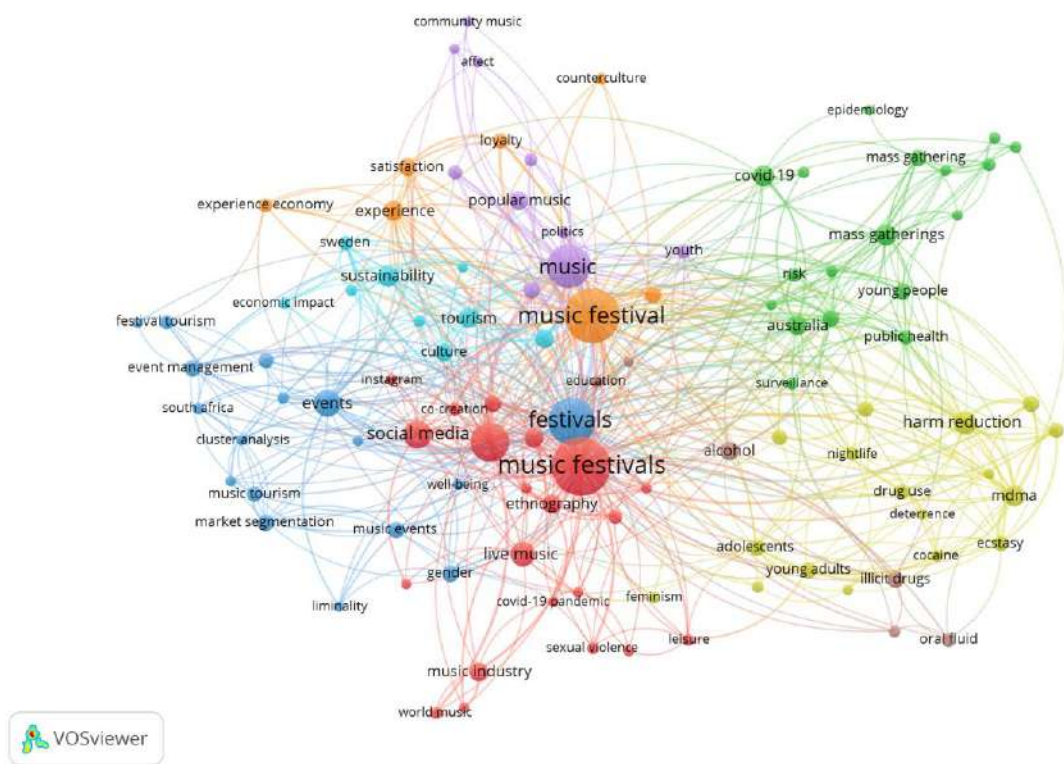 community music
affect
counterculture
epidemiology
loyalty
mass gathering
satisfaction
covid-19
popular music
experience economy
experience
politics
mass gatherings
sweden
youth
music
sustainability
risk
young people
economic impact
music festival
tourism
festival tourism
australia
public health
culture
event management
instagram
education
surveillance
south africa
events
co-creation
festivals
harm reduction
social media
cluster analysis
alcohol
nightlife
music festivals
well-being
music tourism
drug use
mdma
ethnography
deterrence
market segmentation
music events
adolescents
ecstasy
live music
cocaine
gender
young adults
illicit drugs
liminality
covid-19 pandemic
feminism
sexual violence
leisure
oral fluid
music industry
world music
VOSviewer